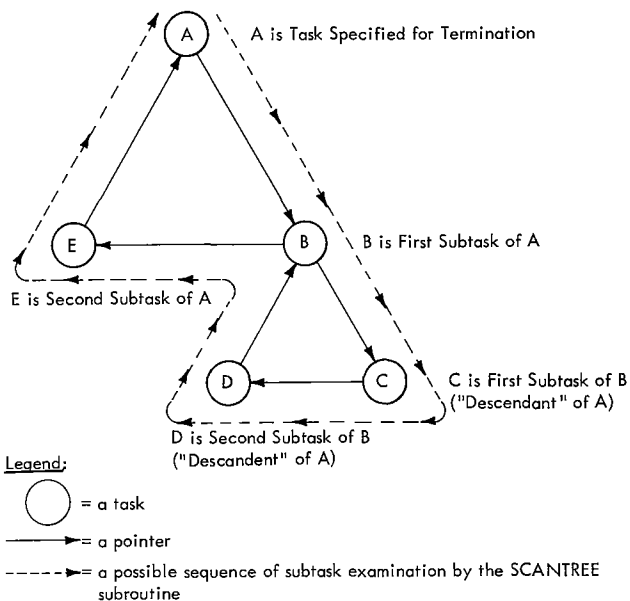 A
A is Task Specified for Termination
E
B
B is First Subtask of A
E is Second Subtask of A
D
C
C is First Subtask of B
("Descendant" of A)
D is Second Subtask of B
("Descandent" of A)
Legend:
= a task
= a pointer
= a possible sequence of subtask examination by the SCANTREE
subroutine